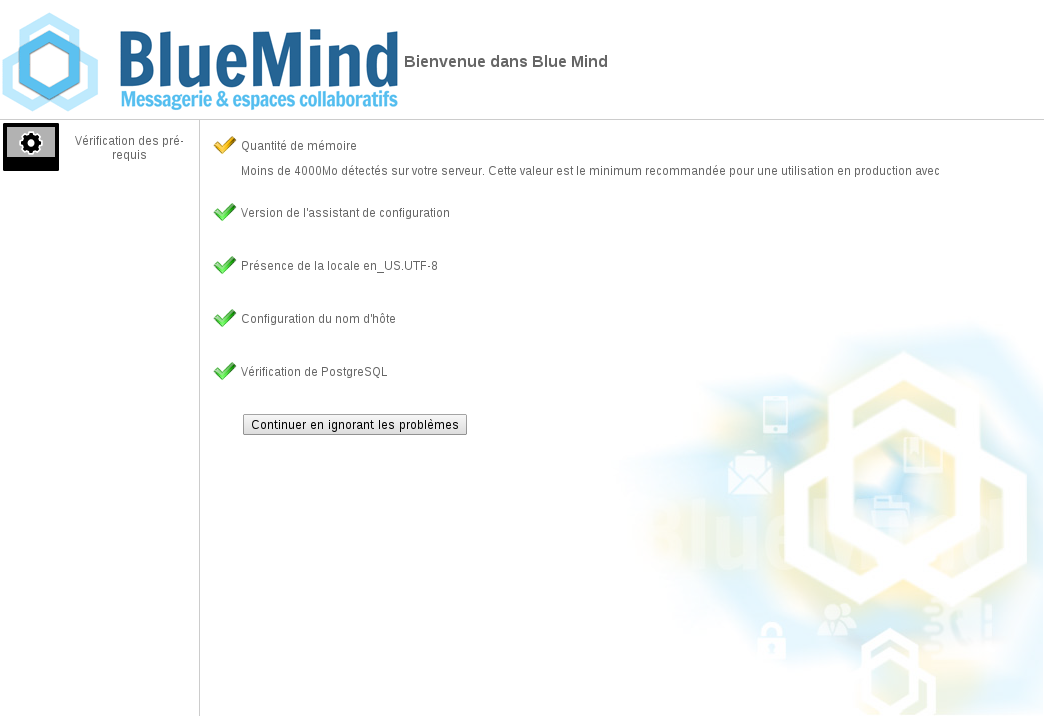 BlueMind
Messagerie & espaces collaboratifs
Bienvenue dans Blue Mind
Vérification des pré-
requis
Quantité de mémoire
Moins de 4000Mo détectés sur votre serveur. Cette valeur est le minimum recommandée pour une utilisation en production avec
Version de l'assistant de configuration
Présence de la locale en_US.UTF-8
Configuration du nom d'hôte
Vérification de PostgreSQL
Continuer en ignorant les problèmes
BlueMind